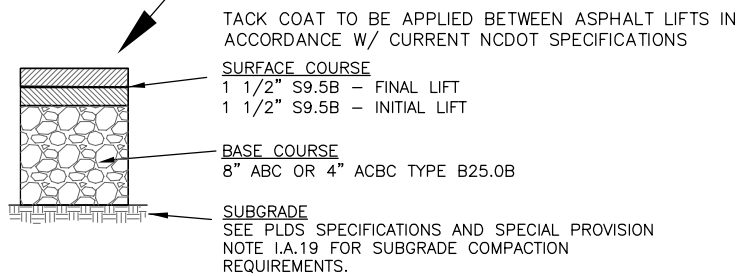 TACK COAT TO BE APPLIED BETWEEN ASPHALT LIFTS IN
ACCORDANCE W/ CURRENT NCDOT SPECIFICATIONS
SURFACE COURSE
1 1/2" S9.5B – FINAL LIFT
1 1/2" S9.5B – INITIAL LIFT
BASE COURSE
8" ABC OR 4" ACBC TYPE B25.0B
SUBGRADE
SEE PLDS SPECIFICATIONS AND SPECIAL PROVISION
NOTE I.A.19 FOR SUBGRADE COMPACTION
REQUIREMENTS.